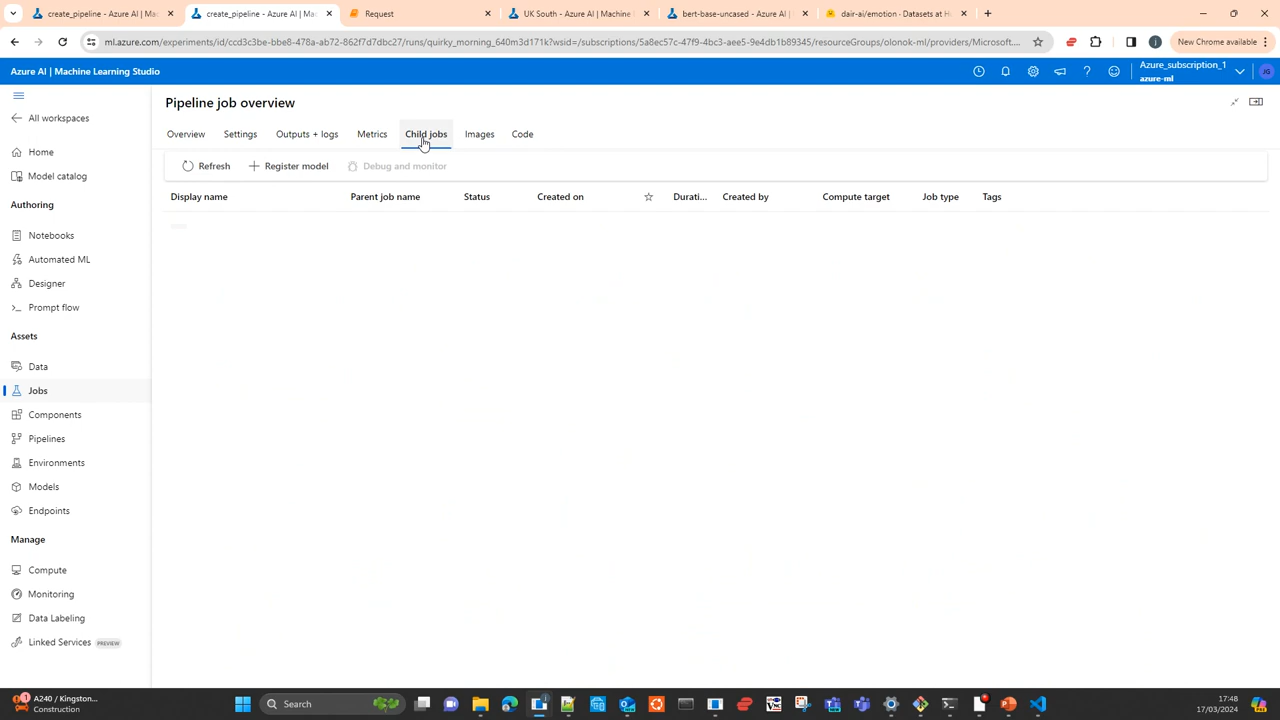 create_pipeline - Azure AI | Mac
create_pipeline - Azure AI | Mac
Request
UK South - Azure AI | Machine
bert-base-uncased - Azure AI |
dair-ai/emotion · Datasets at H
ml.azure.com/experiments/id/ccd3c3be-bbe8-478a-ab72-862f7d7dbc27/runs/quirky_morning_640m3d171k?wsid=/subscriptions/5a8ec57c-47f9-4bc3-aee5-9e4db1b89345/resourceGroups/olonok-ml/providers/Microsoft....
New Chrome available
Azure AI | Machine Learning Studio
Azure_subscription_1
azure-ml
JG
All workspaces
Home
Model catalog
Authoring
Notebooks
Automated ML
Designer
Prompt flow
Assets
Data
Jobs
Components
Pipelines
Environments
Models
Endpoints
Manage
Compute
Monitoring
Data Labeling
Linked Services PREVIEW
Pipeline job overview
Overview Settings Outputs + logs Metrics Child jobs Images Code
Refresh Register model Debug and monitor
Display name Parent job name Status Created on Durati... Created by Compute target Job type Tags
A240 / Kingston...
Construction
Search
17:48
17/03/2024